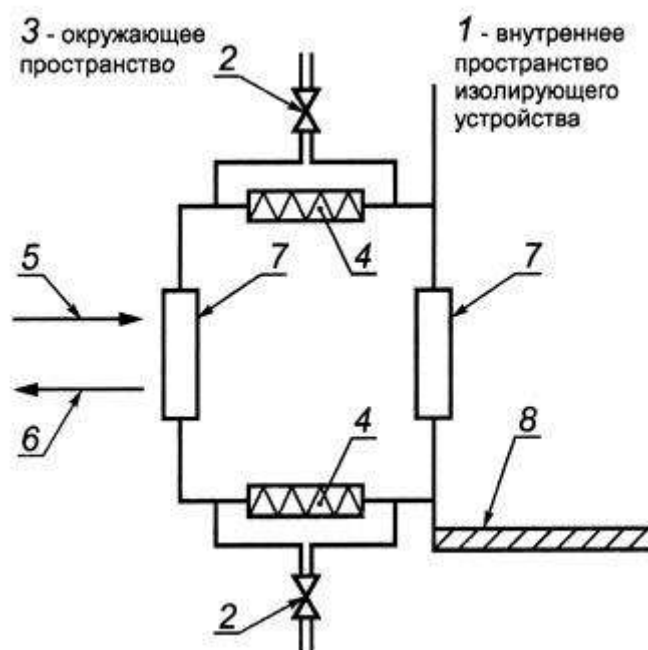 3 - окружающее
пространство
2
1 - внутреннее
пространство
изолирующего
устройства
4
5
7
7
6
4
8
2